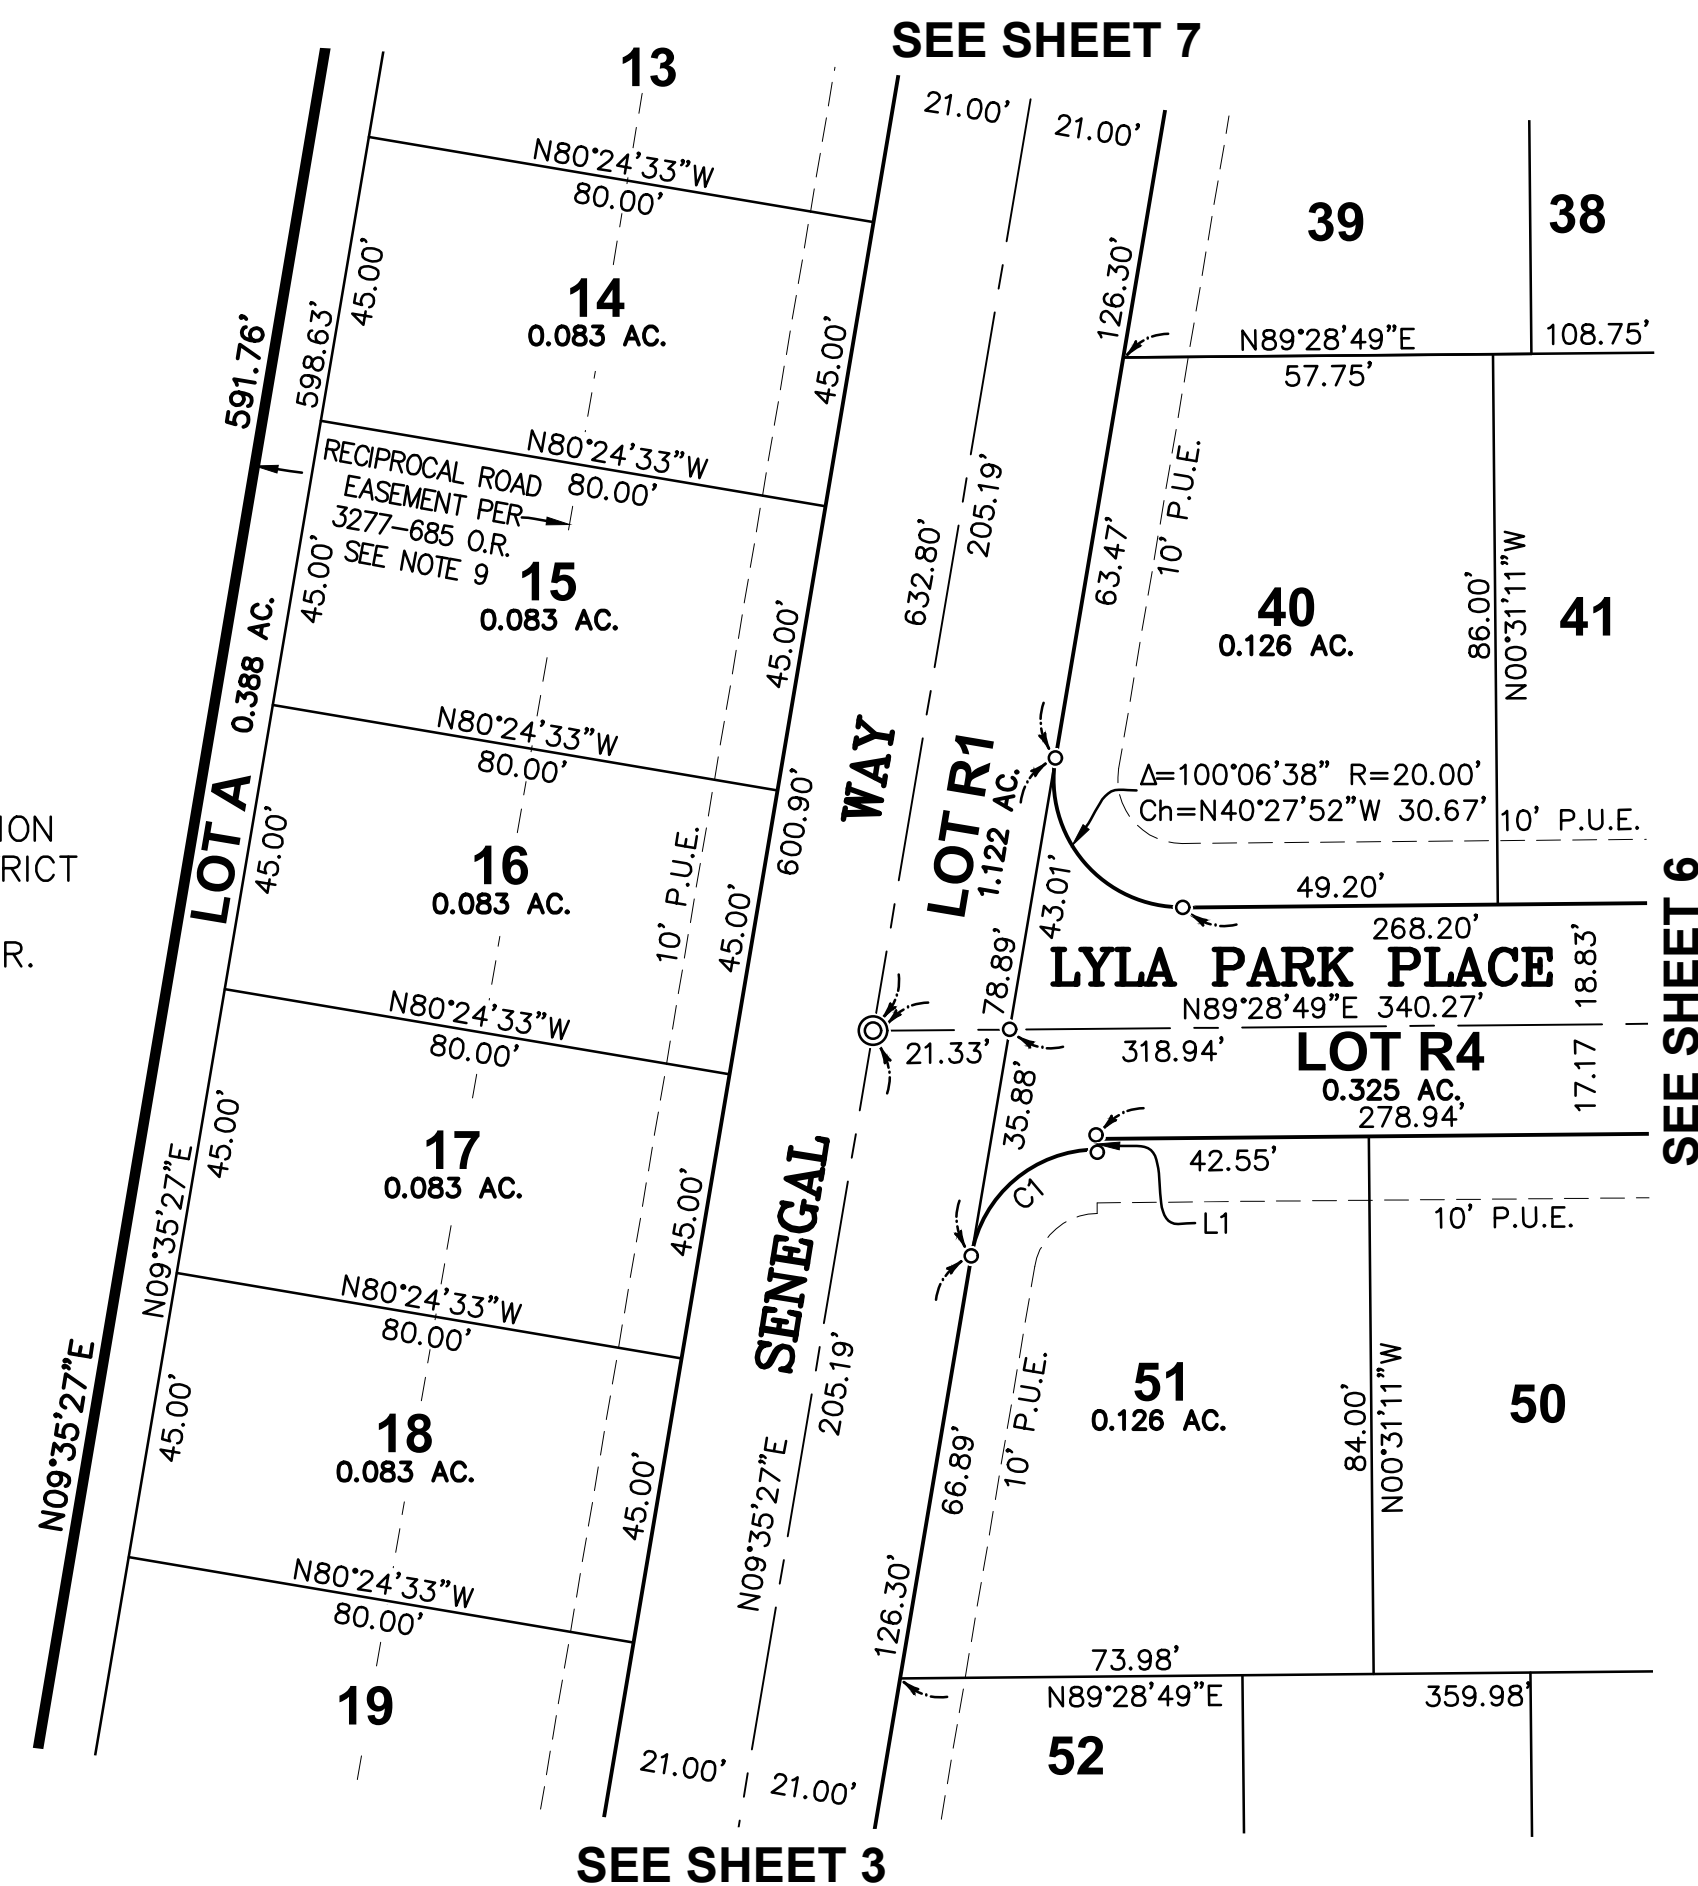 SEE SHEET 7
13
21.00'
21.00'
N80°24'33"W
80.00'
39
38
14
0.083 AC.
45.00'
598.63'
591.76'
45.00'
126.30'
N89°28'49"E
108.75'
57.75'
N80°24'33"W
80.00'
RECIPROCAL ROAD
EASEMENT PER
3277-685 O.R.
SEE NOTE 9
15
0.083 AC.
45.00'
45.00'
632.80'
205.19'
63.47'
10' P.U.E.
40
0.126 AC.
86.00'
N00°31'11"W
41
LOT A
0.388 AC.
N80°24'33"W
80.00'
WAY
LOT R1
1.122 AC.
Δ=100°06'38" R=20.00'
Ch=N40°27'52"W 30.67'
10' P.U.E.
ION
RICT
R.
45.00'
16
0.083 AC.
10' P.U.E.
45.00'
600.90'
43.01'
49.20'
268.20'
18.83'
LYLA PARK PLACE
78.89'
N89°28'49"E 340.27'
N80°24'33"W
80.00'
21.33'
318.94'
LOT R4
0.325 AC.
278.94'
17.17
SEE SHEET 6
35.88'
42.55'
C1
L1
10' P.U.E.
45.00'
17
0.083 AC.
45.00'
N09°35'27"E
SENEGAL
N80°24'33"W
80.00'
N09°35'27"E
205.19'
10' P.U.E.
51
0.126 AC.
84.00'
N00°31'11"W
50
45.00'
18
0.083 AC.
45.00'
N09°35'27"E
66.89'
126.30'
N80°24'33"W
80.00'
73.98'
N89°28'49"E
359.98'
19
52
21.00'
21.00'
SEE SHEET 3